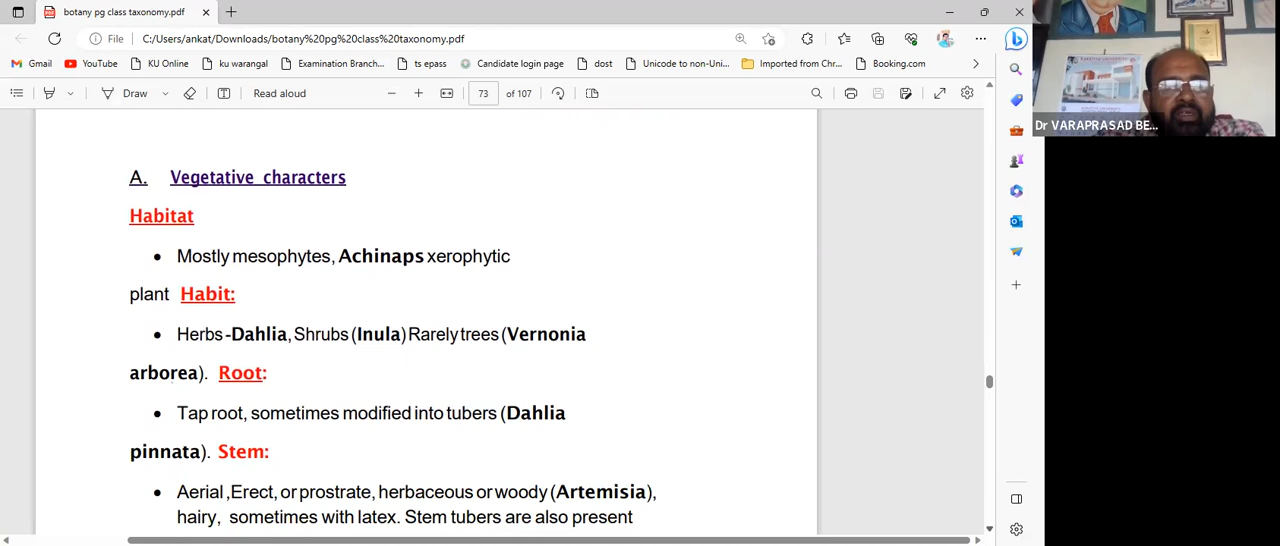 botany pg class taxonomy.pdf
File
C:/Users/ankat/Downloads/botany%20pg%20class%20taxonomy.pdf
Gmail YouTube KU Online ku warangal Examination Branch... ts epass Candidate login page dost Unicode to non-Uni... Imported from Chr... Booking.com
Draw Read aloud 73 of 107
Dr VARAPRASAD BE...
A. Vegetative characters
Habitat
• Mostly mesophytes, Achinaps xerophytic
plant Habit:
• Herbs -Dahlia, Shrubs (Inula) Rarely trees (Vernonia
arborea). Root:
• Tap root, sometimes modified into tubers (Dahlia
pinnata). Stem:
• Aerial ,Erect, or prostrate, herbaceous or woody (Artemisia),
hairy, sometimes with latex. Stem tubers are also present